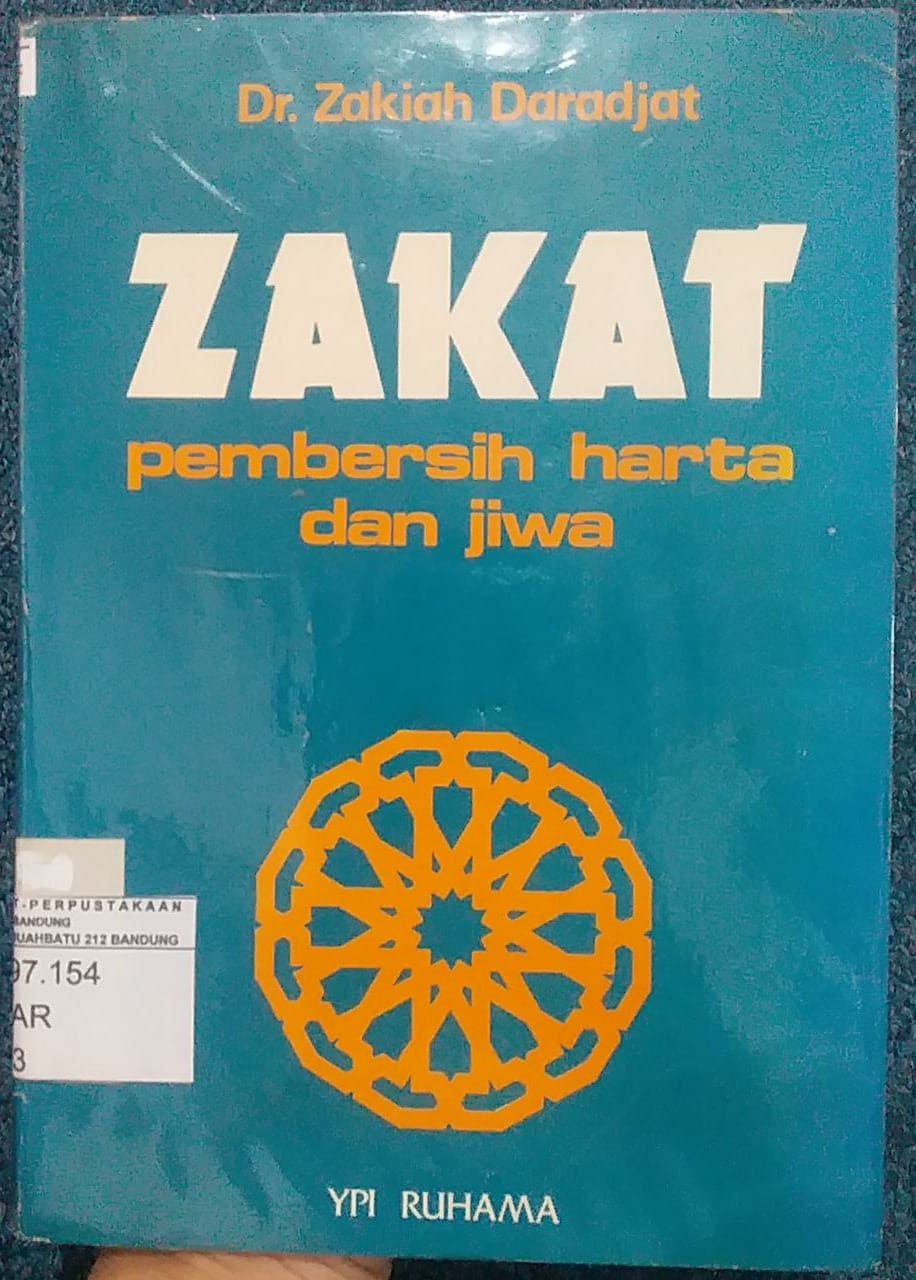 Dr. Zakiah Daradjat
ZAKAT
pembersih harta
dan jiwa
-PERPUSTAKAAN
BANDUNG
UAHBATU 212 BANDUNG
97.154
AR
3
YPI RUHAMA